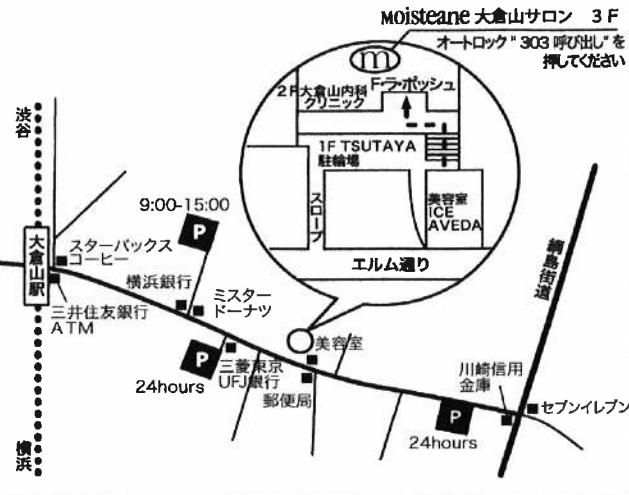 moisteane 大倉山サロン 3F
オートロック"303 呼び出し"を
押してください
m
2F大倉山内科
クリニック
F・ラ・ポッシュ
1F TSUTAYA
駐輪場
スロープ
美容室
ICE
AVEDA
エルム通り
渋谷
9:00-15:00
P
大倉山駅
スターバックス
コーヒー
横浜銀行
ミスター
ドーナツ
三井住友銀行
ATM
P
24hours
三菱東京
UFJ銀行
美容室
郵便局
綱島街道
川崎信用
金庫
P
24hours
セブンイレブン
横浜